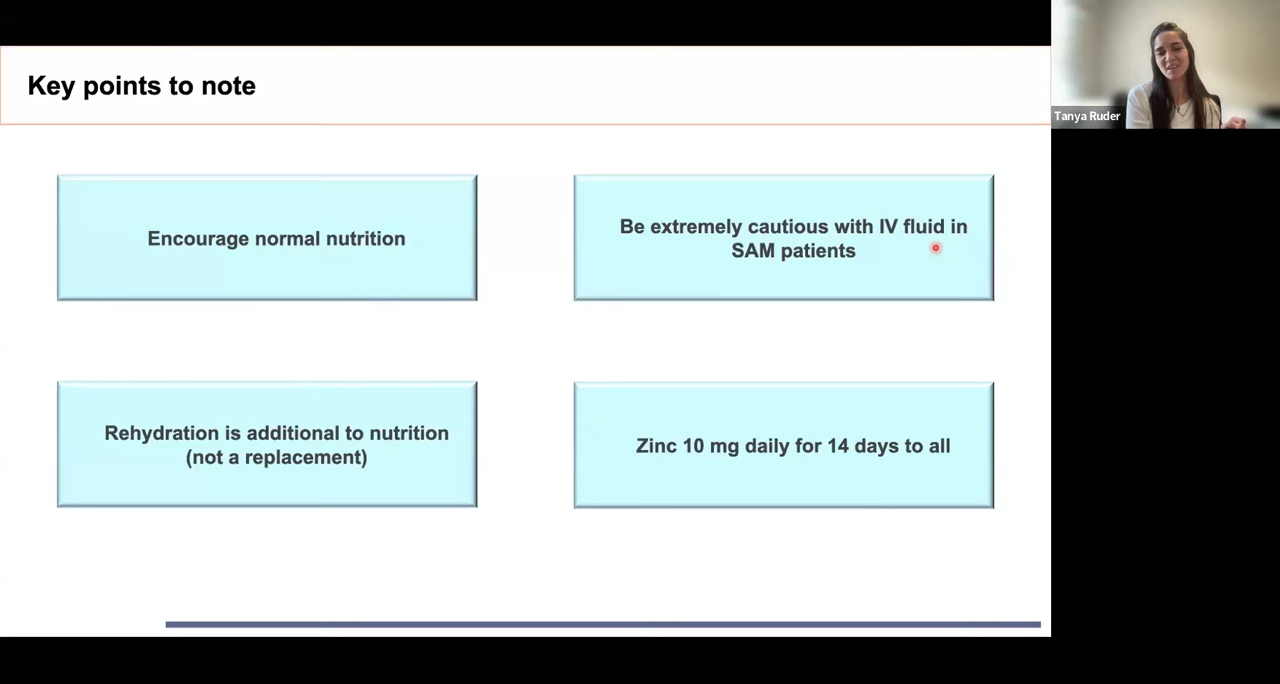 Key points to note
Tanya Ruder
Encourage normal nutrition
Be extremely cautious with IV fluid in
SAM patients
Rehydration is additional to nutrition
(not a replacement)
Zinc 10 mg daily for 14 days to all